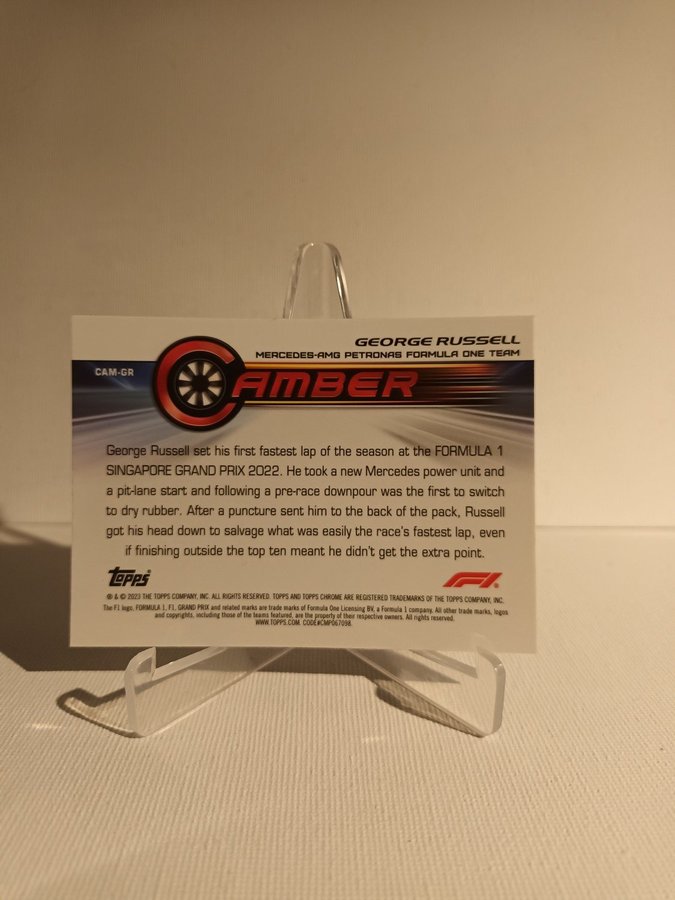 GEORGE RUSSELL
MERCEDES-AMG PETRONAS FORMULA ONE TEAM
CAM-GR
CAMBER
George Russell set his first fastest lap of the season at the FORMULA 1
SINGAPORE GRAND PRIX 2022. He took a new Mercedes power unit and
a pit-lane start and following a pre-race downpour was the first to switch
to dry rubber. After a puncture sent him to the back of the pack, Russell
got his head down to salvage what was easily the race's fastest lap, even
if finishing outside the top ten meant he didn't get the extra point.
topps®
F1
® & © 2023 THE TOPPS COMPANY, INC. ALL RIGHTS RESERVED. TOPPS AND TOPPS CHROME ARE REGISTERED TRADEMARKS OF THE TOPPS COMPANY, INC.
The F1 logo, FORMULA 1, F1, GRAND PRIX and related marks are trade marks of Formula One Licensing BV, a Formula 1 company. All other trade marks, logos
and copyrights, including those of the teams featured, are the property of their respective owners. All rights reserved.
WWW.TOPPS.COM CODE#CMP067098